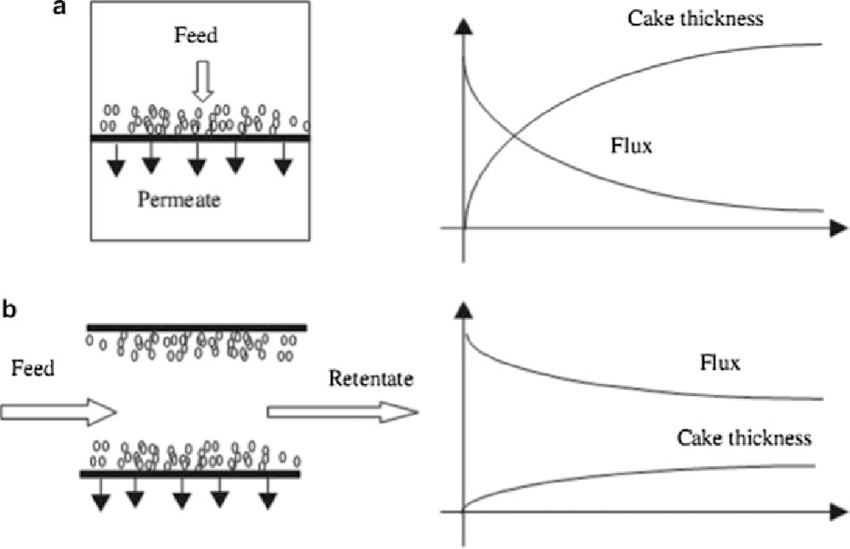 a
Feed
Permeate
Cake thickness
Flux
b
Feed
Retentate
Flux
Cake thickness